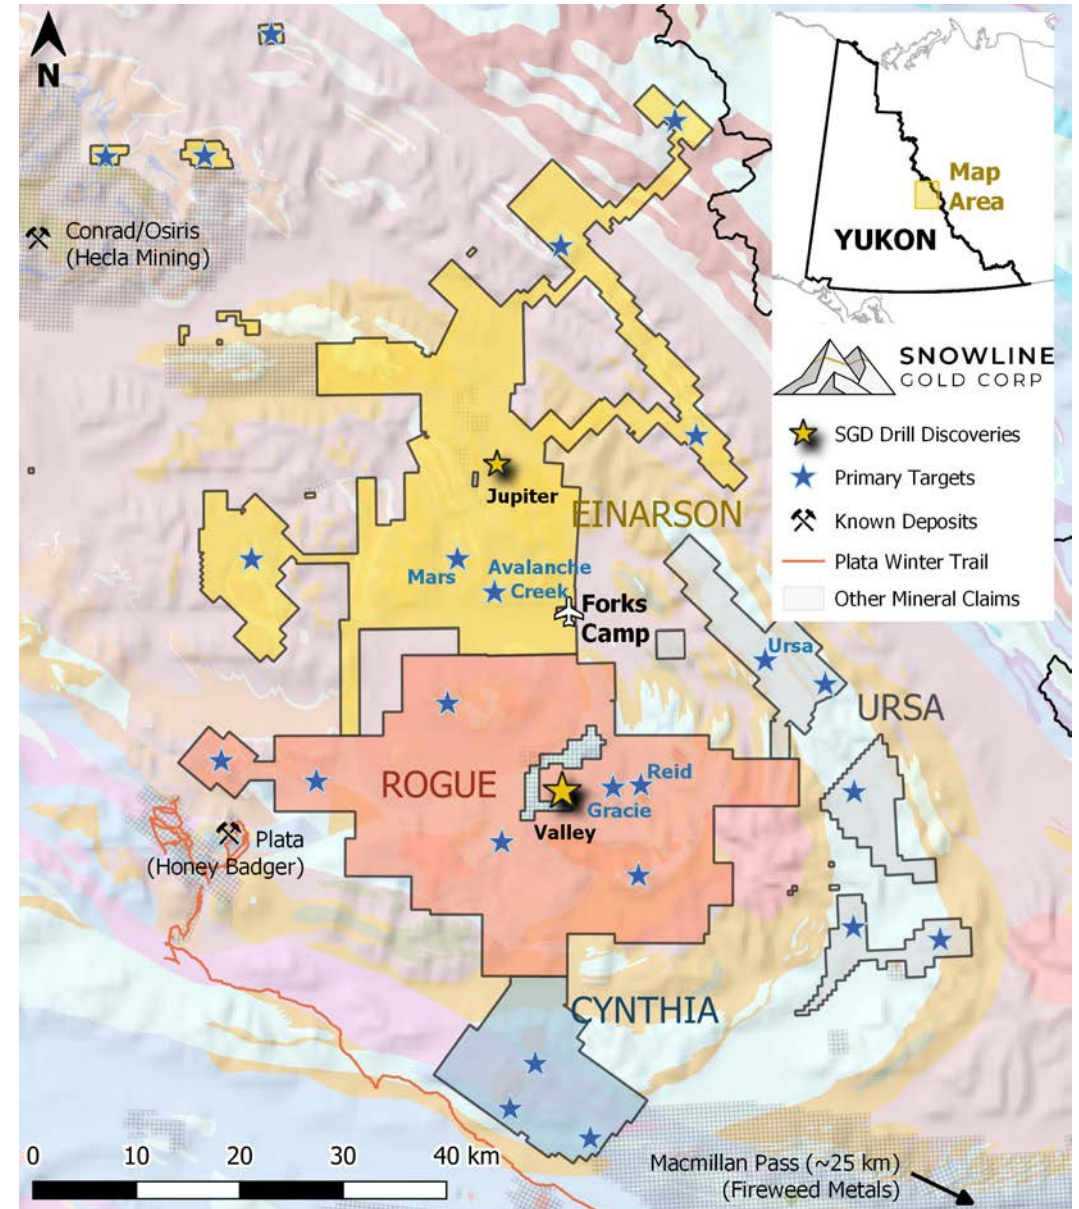 N
Map
Area
YUKON
Conrad/Osiris
(Hecla Mining)
SNOWLINE
GOLD CORP
SGD Drill Discoveries
Primary Targets
Known Deposits
Plata Winter Trail
Other Mineral Claims
Jupiter
EINARSON
Mars
Avalanche
Creek
Forks
Camp
Ursa
URSA
ROGUE
Reid
Gracie
Valley
Plata
(Honey Badger)
CYNTHIA
0 10 20 30 40 km
Macmillan Pass (~25 km)
(Fireweed Metals)